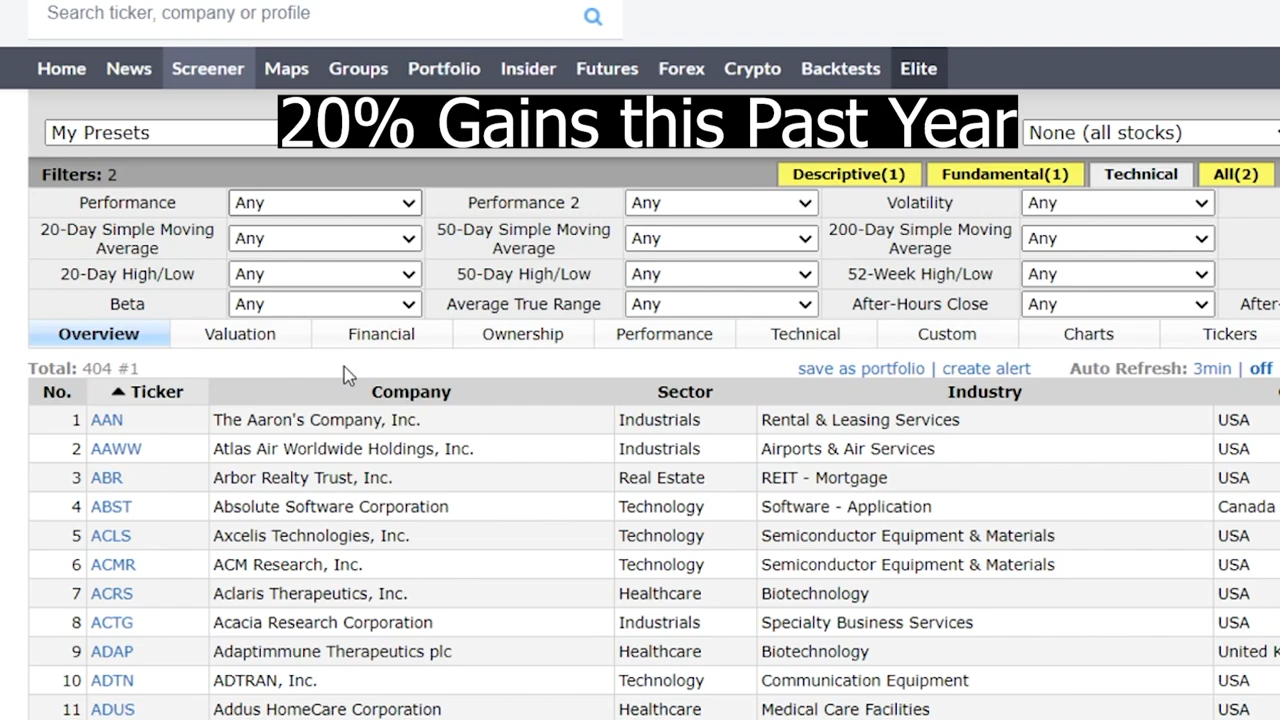 Search ticker, company or profile
Home News Screener Maps Groups Portfolio Insider Futures Forex Crypto Backtests Elite
20% Gains this Past Year
My Presets None (all stocks)
Filters: 2 Descriptive(1) Fundamental(1) Technical All(2)
Performance Any Performance 2 Any Volatility Any
20-Day Simple Moving Average Any 50-Day Simple Moving Average Any 200-Day Simple Moving Average Any
20-Day High/Low Any 50-Day High/Low Any 52-Week High/Low Any
Beta Any Average True Range Any After-Hours Close Any After-
Overview Valuation Financial Ownership Performance Technical Custom Charts Tickers
Total: 404 #1 save as portfolio | create alert Auto Refresh: 3min | off
No. Ticker Company Sector Industry
1 AAN The Aaron's Company, Inc. Industrials Rental & Leasing Services USA
2 AAWW Atlas Air Worldwide Holdings, Inc. Industrials Airports & Air Services USA
3 ABR Arbor Realty Trust, Inc. Real Estate REIT - Mortgage USA
4 ABST Absolute Software Corporation Technology Software - Application Canada
5 ACLS Axcelis Technologies, Inc. Technology Semiconductor Equipment & Materials USA
6 ACMR ACM Research, Inc. Technology Semiconductor Equipment & Materials USA
7 ACRS Aclaris Therapeutics, Inc. Healthcare Biotechnology USA
8 ACTG Acacia Research Corporation Industrials Specialty Business Services USA
9 ADAP Adaptimmune Therapeutics plc Healthcare Biotechnology United
10 ADTN ADTRAN, Inc. Technology Communication Equipment USA
11 ADUS Addus HomeCare Corporation Healthcare Medical Care Facilities USA